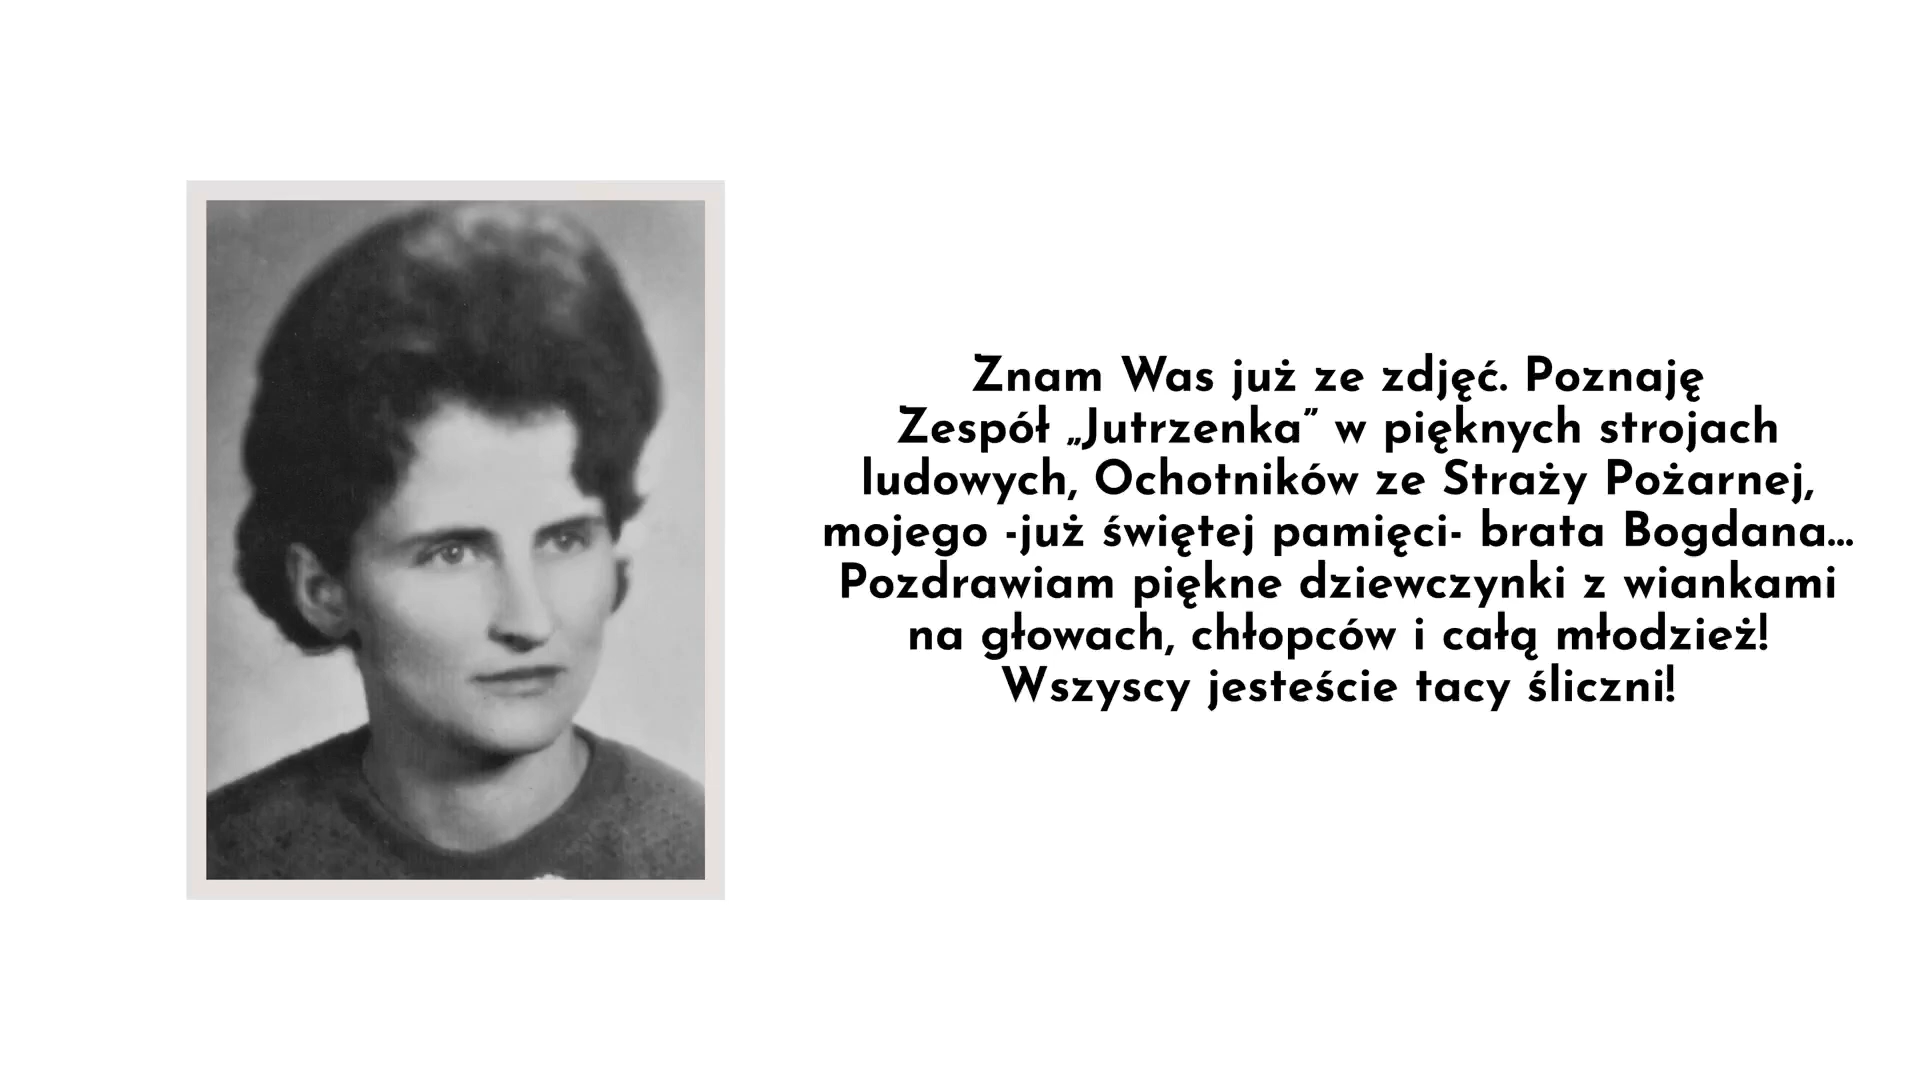 Znam Was już ze zdjęć. Poznaję
Zespół „Jutrzenka” w pięknych strojach
ludowych, Ochotników ze Straży Pożarnej,
mojego -już świętej pamięci- brata Bogdana...
Pozdrawiam piękne dziewczynki z wiankami
na głowach, chłopców i całą młodzież!
Wszyscy jesteście tacy śliczni!